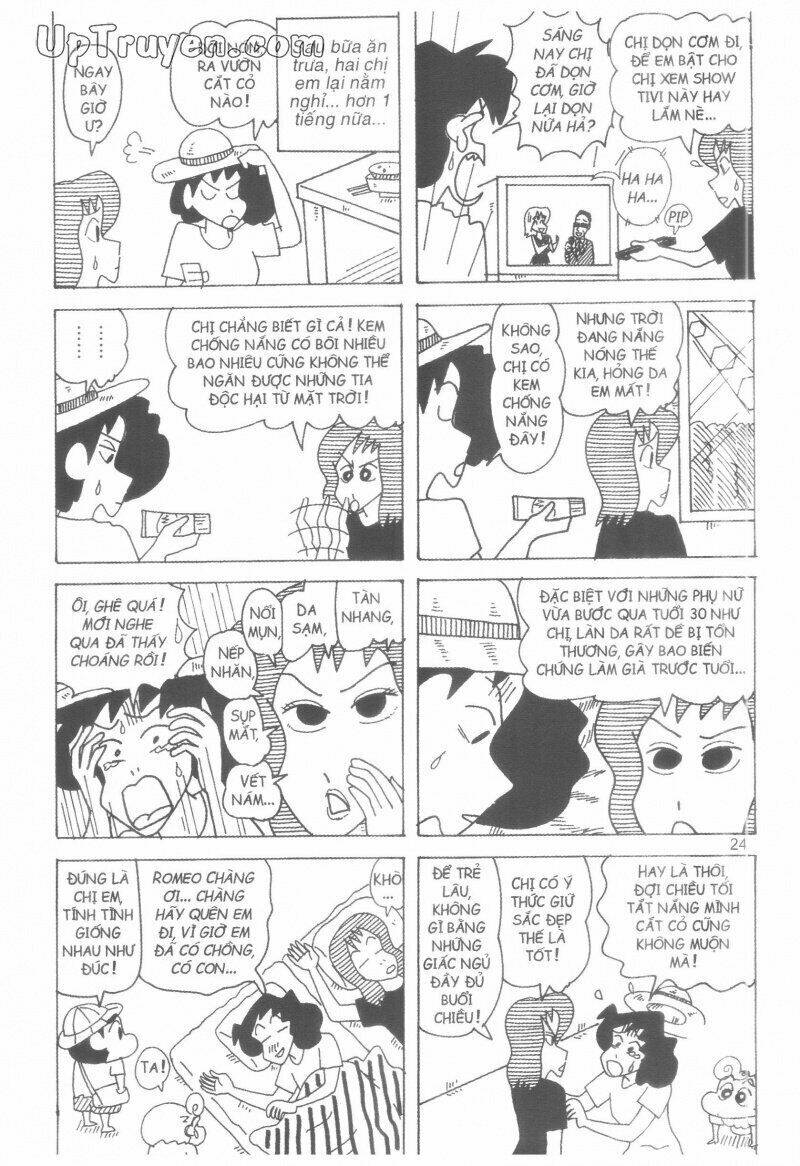 UpTruyen.com
CHỊ DỌN CƠM ĐI,
ĐỂ EM BẬT CHO
CHỊ XEM SHOW
TIVI NÀY HAY
LẮM NÈ...
SÁNG
NAY CHỊ
ĐÃ DỌN
CƠM, GIỜ
LẠI DỌN
NỮA HẢ?
HA HA
HA...
PIP
Sau bữa ăn
trưa, hai chị
em lại nằm
nghỉ... hơn 1
tiếng nữa...
ĐỘI NÓN
RA VƯỜN
CẮT CỎ
NÀO!
NGAY
BÂY
GIỜ
Ư?
NHƯNG TRỜI
ĐANG NẮNG
NÓNG THẾ
KIA, HỎNG DA
EM MẤT!
KHÔNG
SAO,
CHỊ CÓ
KEM
CHỐNG
NẮNG
ĐÂY!
CHỊ CHẲNG BIẾT GÌ CẢ! KEM
CHỐNG NẮNG CÓ BÔI NHIÊU
BAO NHIÊU CŨNG KHÔNG THỂ
NGĂN ĐƯỢC NHỮNG TIA
ĐỘC HẠI TỪ MẶT TRỜI!
......
ĐẶC BIỆT VỚI NHỮNG PHỤ NỮ
VỪA BƯỚC QUA TUỔI 30 NHƯ
CHỊ, LÀN DA RẤT DỄ BỊ TỔN
THƯƠNG, GÂY BAO BIẾN
CHỨNG LÀM GIÀ TRƯỚC TUỔI...
TÀN
NHANG,
DA
SẠM,
NỔI
MỤN,
NẾP
NHĂN,
SỤP
MẮT,
VẾT
NÁM...
ÔI, GHÊ QUÁ!
MỚI NGHE
QUA ĐÃ THẤY
CHOÁNG RỒI!
24
HAY LÀ THÔI,
ĐỢI CHIỀU TỐI
TẮT NẮNG MÌNH
CẮT CỎ CŨNG
KHÔNG MUỘN
MÀ!
CHỊ CÓ Ý
THỨC GIỮ
SẮC ĐẸP
THẾ LÀ
TỐT!
ĐỂ TRẺ
LÂU,
KHÔNG
GÌ BẰNG
NHỮNG
GIẤC NGỦ
ĐẦY ĐỦ
BUỔI
CHIỀU!
KHÒ...
ROMEO CHÀNG
ƠI... CHÀNG
HÃY QUÊN EM
ĐI, VÌ GIỜ EM
ĐÃ CÓ CHỒNG,
CÓ CON...
ĐÚNG LÀ
CHỊ EM,
TÍNH TÌNH
GIỐNG
NHAU NHƯ
ĐÚC!
TA!